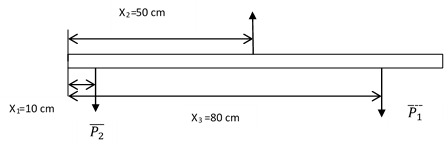 X₂=50 cm
X₁=10 cm
X₃ =80 cm
P₂
P₁